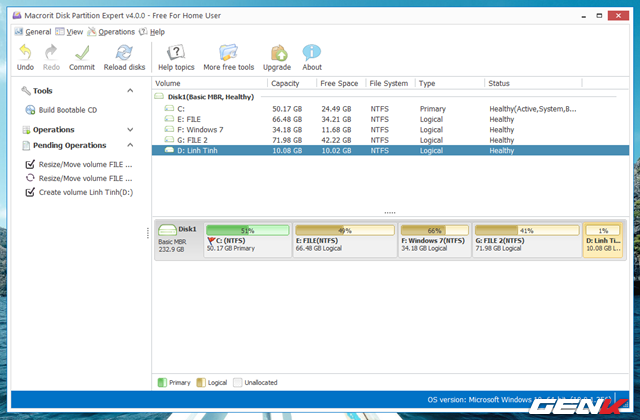 Macrorit Disk Partition Expert v4.0.0 - Free For Home User
General View Operations Help
Undo Redo Commit Reload disks Help topics More free tools Upgrade About
Tools
Build Bootable CD
Operations
Pending Operations
Resize/Move volume FILE ...
Resize/Move volume FILE ...
Create volume Linh Tinh(D:)
Volume Capacity Free Space File System Type Status
Disk1(Basic MBR, Healthy)
C: 50.17 GB 24.49 GB NTFS Primary Healthy(Active,System,B...
E: FILE 66.48 GB 34.21 GB NTFS Logical Healthy
F: Windows 7 34.18 GB 11.68 GB NTFS Logical Healthy
G: FILE 2 71.98 GB 42.22 GB NTFS Logical Healthy
D: Linh Tinh 10.08 GB 10.02 GB NTFS Logical Healthy
Disk1 51% 49% 66% 41% 1%
Basic MBR C: (NTFS) E: FILE(NTFS) F: Windows 7(NTFS) G: FILE 2(NTFS) D: Linh Ti...
232.9 GB 50.17 GB Primary 66.48 GB Logical 34.18 GB Logical 71.98 GB Logical 10.08 GB L...
Primary Logical Unallocated
OS version: Microsoft Windows
GENK